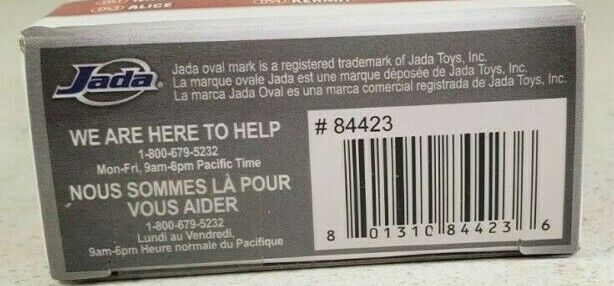 ALICE
Jada
Jada oval mark is a registered trademark of Jada Toys, Inc.
La marque ovale Jada est une marque déposée de Jada Toys, Inc.
La marca Jada Oval es una marca comercial registrada de Jada Toys, Inc.
WE ARE HERE TO HELP
1-800-679-5232
Mon-Fri, 9am-6pm Pacific Time
NOUS SOMMES LÀ POUR
VOUS AIDER
1-800-679-5232
Lundi au Vendredi,
9am-6pm Heure normale du Pacifique
# 84423
8 01310 84423 6